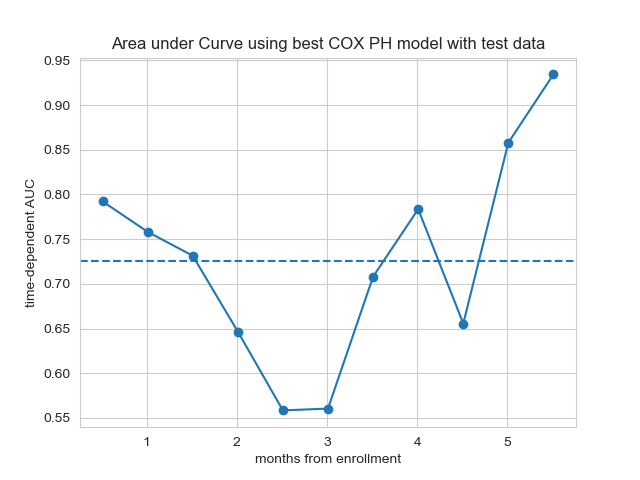 Area under Curve using best COX PH model with test data
0.95
0.90
0.85
0.80
0.75
0.70
0.65
0.60
0.55
time-dependent AUC
1 2 3 4 5
months from enrollment